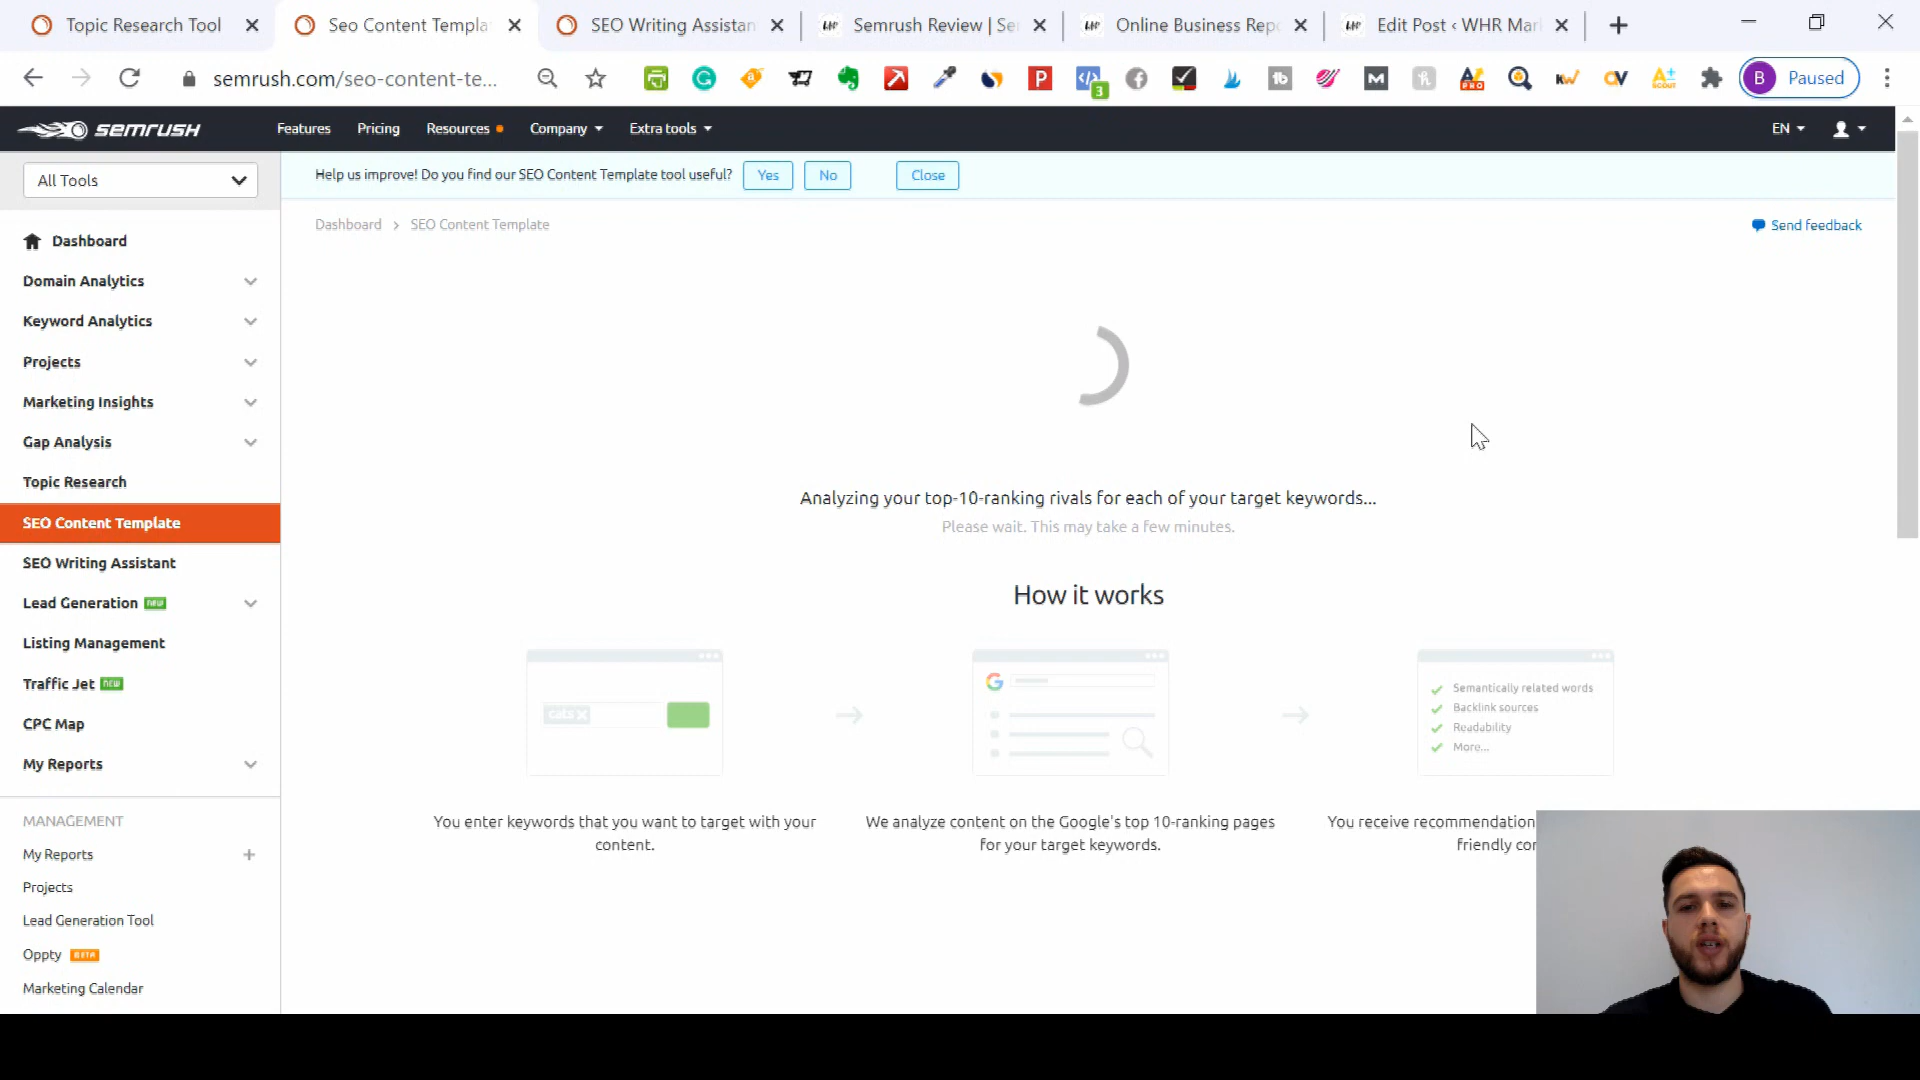 Topic Research Tool
Seo Content Templa
SEO Writing Assistan
Semrush Review | Se
Online Business Rep
Edit Post ‹ WHR Mar
semrush.com/seo-content-te...
3
B Paused
SEMRUSH
Features
Pricing
Resources
Company
Extra tools
EN
All Tools
Help us improve! Do you find our SEO Content Template tool useful?
Yes
No
Close
Dashboard > SEO Content Template
Send feedback
Dashboard
Domain Analytics
Keyword Analytics
Projects
Marketing Insights
Gap Analysis
Topic Research
SEO Content Template
SEO Writing Assistant
Lead Generation NEW
Listing Management
Traffic Jet NEW
CPC Map
My Reports
MANAGEMENT
My Reports
Projects
Lead Generation Tool
Oppty BETA
Marketing Calendar
Analyzing your top-10-ranking rivals for each of your target keywords...
Please wait. This may take a few minutes.
How it works
cats x
Semantically related words
Backlink sources
Readability
More...
You enter keywords that you want to target with your
content.
We analyze content on the Google's top 10-ranking pages
for your target keywords.
You receive recommendation
friendly con